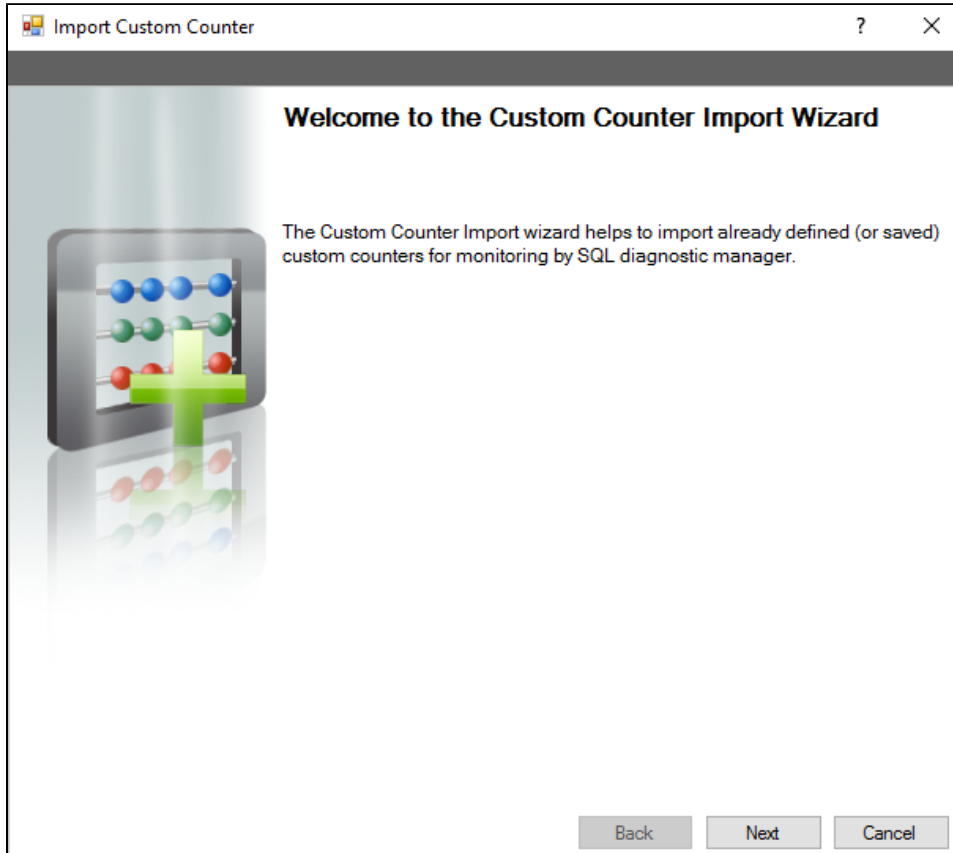 Import Custom Counter
?
Welcome to the Custom Counter Import Wizard
The Custom Counter Import wizard helps to import already defined (or saved)
custom counters for monitoring by SQL diagnostic manager.
Back Next Cancel